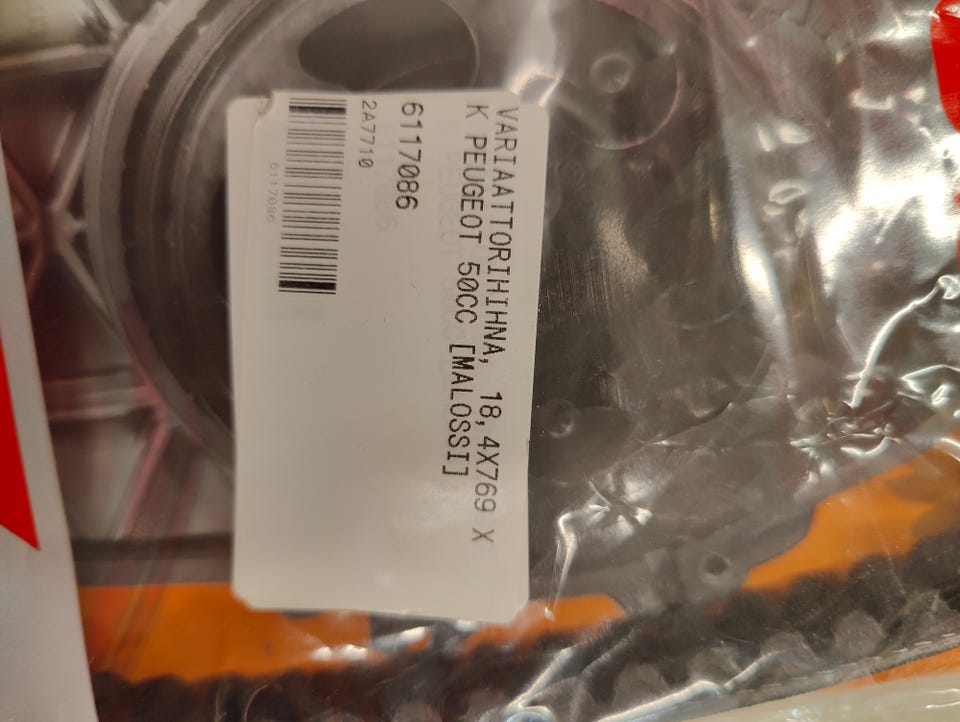 VARIAATTORIHIHNA, 18,4X769 X
K PEUGEOT 50CC [MALOSSI]
6117086
2A7710
6117086